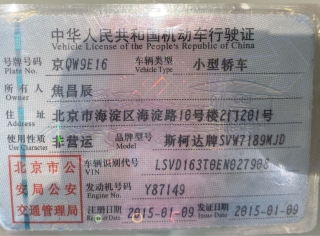 中华人民共和国机动车行驶证
Vehicle License of the People's Republic of China
号牌号码 京QW9E16 车辆类型 小型轿车
Plate No. Vehicle Type
所有人 焦昌辰
Owner
住址 北京市海淀区海淀路10号楼2门201号
Address
使用性质 非营运 品牌型号 斯柯达牌SVW7189MJD
Use Character Model
北京市公 车辆识别代号 LSVD163T0EN027908
VIN
安局公安 发动机号码 Y87149
Engine No.
交通管理局 注册日期 2015-01-09 发证日期 2015-01-09
Register Date Issue Date